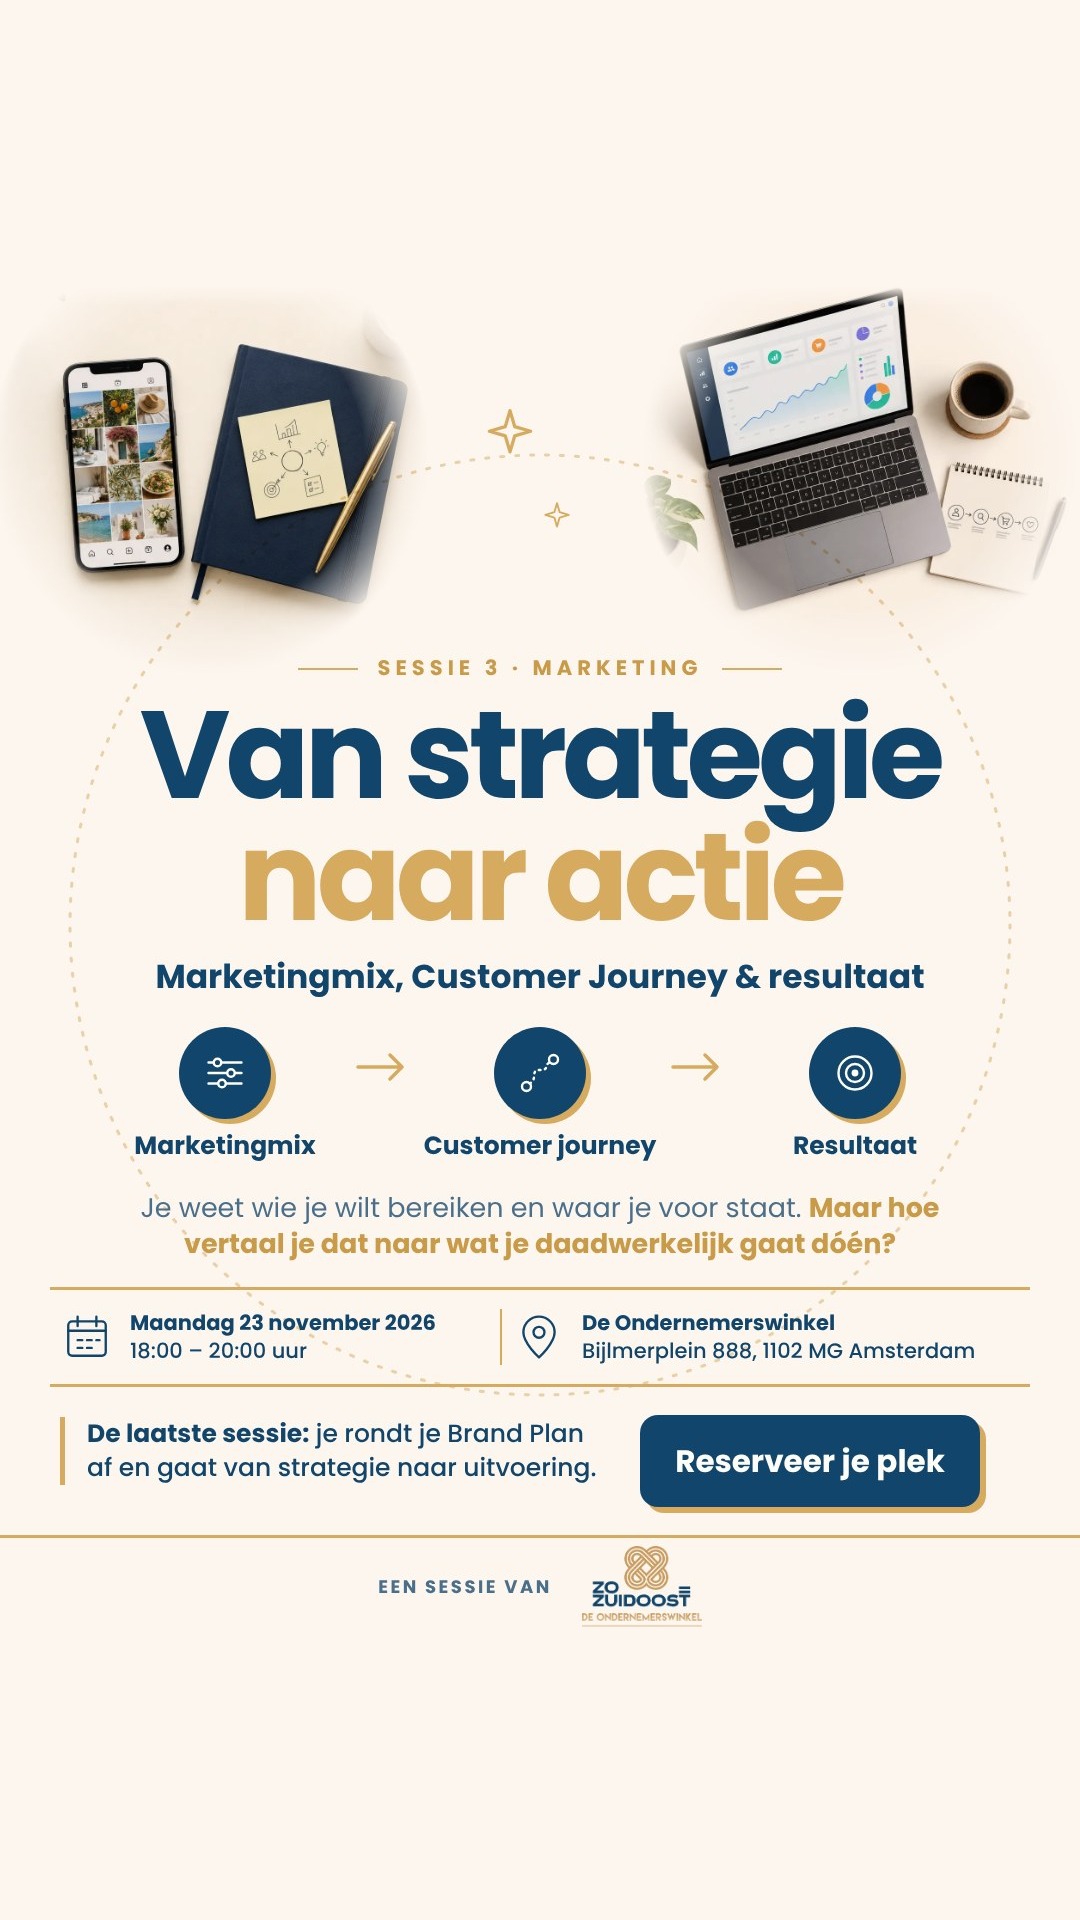 SESSIE 3 · MARKETING
Van strategie
naar actie
Marketingmix, Customer Journey & resultaat
Marketingmix
Customer journey
Resultaat
Je weet wie je wilt bereiken en waar je voor staat. Maar hoe
vertaal je dat naar wat je daadwerkelijk gaat dóén?
Maandag 23 november 2026
18:00 – 20:00 uur
De Ondernemerswinkel
Bijlmerplein 888, 1102 MG Amsterdam
De laatste sessie: je rondt je Brand Plan
af en gaat van strategie naar uitvoering.
Reserveer je plek
EEN SESSIE VAN
ZO
ZUIDOOST
DE ONDERNEMERSWINKEL